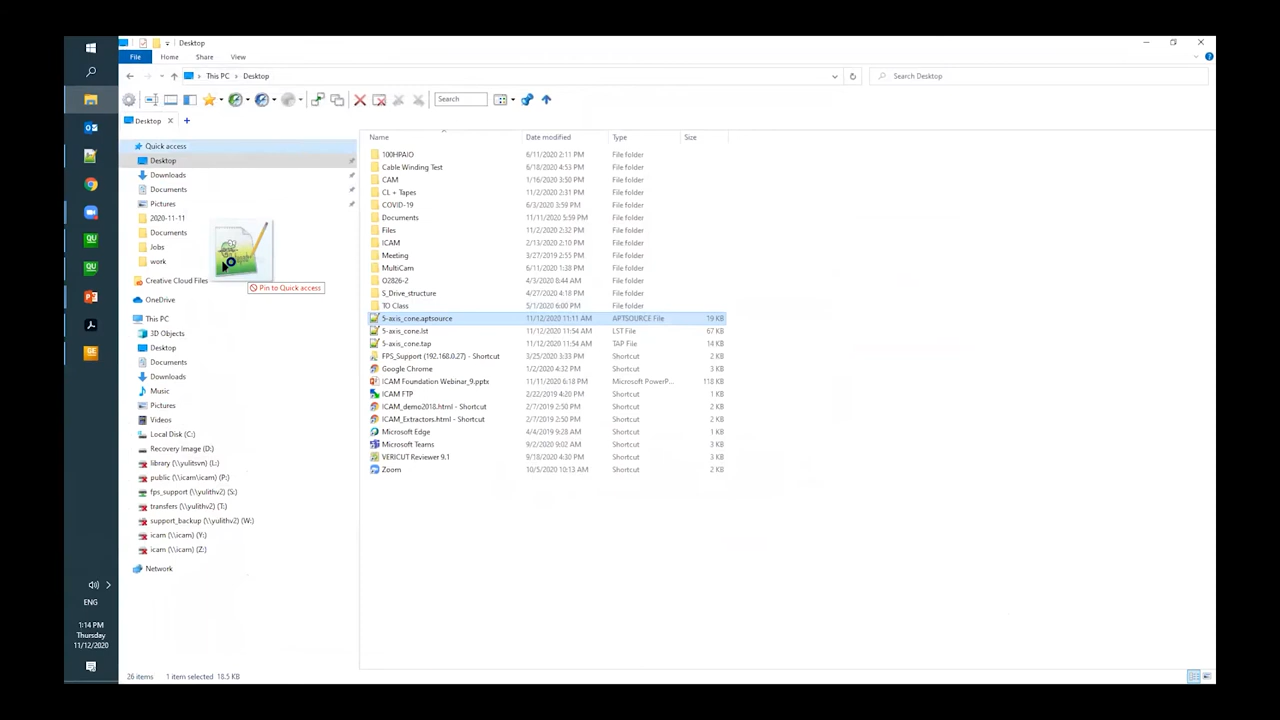 Desktop
File Home Share View
This PC Desktop Search Desktop
Search
Desktop
Name Date modified Type Size
Quick access
Desktop
Downloads
Documents
Pictures
2020-11-11
Documents
Jobs
work
Pin to Quick access
Creative Cloud Files
OneDrive
This PC
3D Objects
Desktop
Documents
Downloads
Music
Pictures
Videos
Local Disk (C:)
Recovery Image (D:)
library (\\yulitsvn) (L:)
public (\\icam\icam) (P:)
fps_support (\\yulithv2) (S:)
transfers (\\yulithv2) (T:)
support_backup (\\yulithv2) (W:)
icam (\\icam) (Y:)
icam (\\icam) (Z:)
Network
100HPAIO 6/11/2020 2:11 PM File folder
Cable Winding Test 6/18/2020 4:53 PM File folder
CAM 1/16/2020 3:50 PM File folder
CL + Tapes 11/2/2020 2:31 PM File folder
COVID-19 6/3/2020 3:59 PM File folder
Documents 11/11/2020 5:59 PM File folder
Files 11/2/2020 2:32 PM File folder
ICAM 2/13/2020 2:10 PM File folder
Meeting 3/27/2019 2:55 PM File folder
MultiCam 6/11/2020 1:38 PM File folder
O2826-2 4/3/2020 8:44 AM File folder
S_Drive_structure 4/27/2020 4:18 PM File folder
TO Class 5/1/2020 6:00 PM File folder
5-axis_cone.aptsource 11/12/2020 11:11 AM APTSOURCE File 19 KB
5-axis_cone.lst 11/12/2020 11:54 AM LST File 67 KB
5-axis_cone.tap 11/12/2020 11:54 AM TAP File 14 KB
FPS_Support (192.168.0.27) - Shortcut 3/25/2020 3:33 PM Shortcut 2 KB
Google Chrome 1/2/2020 4:32 PM Shortcut 3 KB
ICAM Foundation Webinar_9.pptx 11/11/2020 6:18 PM Microsoft PowerP... 118 KB
ICAM FTP 2/22/2019 4:20 PM Shortcut 1 KB
ICAM_demo2018.html - Shortcut 2/7/2019 2:50 PM Shortcut 2 KB
ICAM_Extractors.html - Shortcut 2/7/2019 2:50 PM Shortcut 2 KB
Microsoft Edge 4/4/2019 9:28 AM Shortcut 1 KB
Microsoft Teams 9/2/2020 9:02 AM Shortcut 3 KB
VERICUT Reviewer 9.1 9/18/2020 4:30 PM Shortcut 3 KB
Zoom 10/5/2020 10:13 AM Shortcut 2 KB
ENG
1:14 PM
Thursday
11/12/2020
26 items 1 item selected 18.5 KB